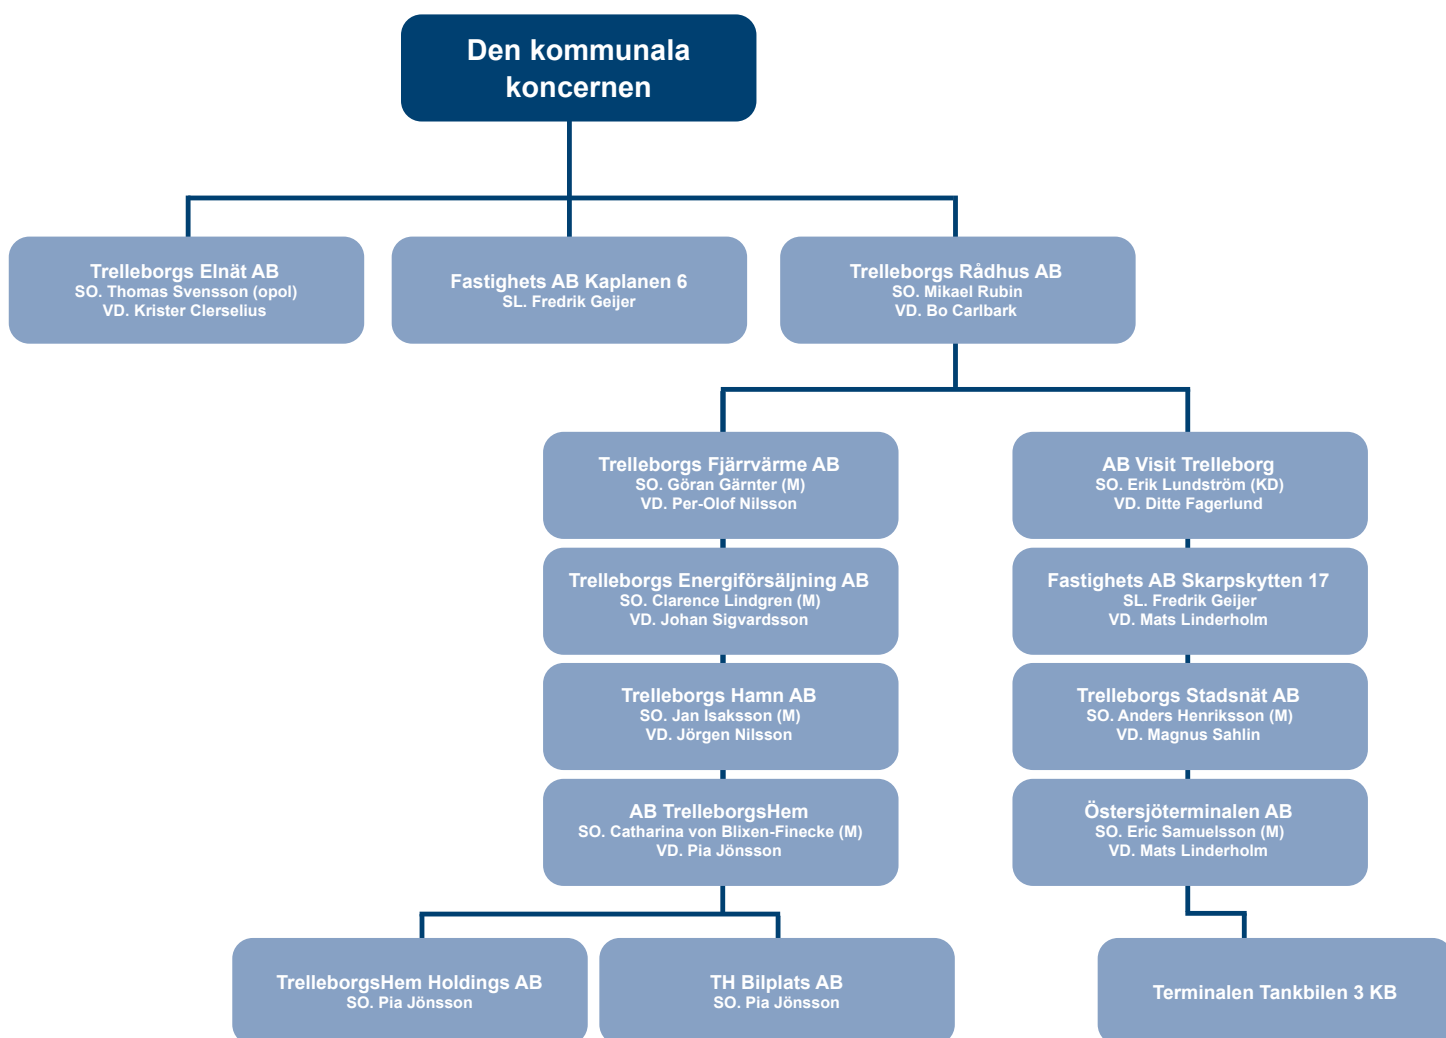 Den kommunala
koncernen
Trelleborgs Elnät AB
SO. Thomas Svensson (opol)
VD. Krister Clerselius
Fastighets AB Kaplanen 6
SL. Fredrik Geijer
Trelleborgs Rådhus AB
SO. Mikael Rubin
VD. Bo Carlbark
Trelleborgs Fjärrvärme AB
SO. Göran Gärnter (M)
VD. Per-Olof Nilsson
AB Visit Trelleborg
SO. Erik Lundström (KD)
VD. Ditte Fagerlund
Trelleborgs Energiförsäljning AB
SO. Clarence Lindgren (M)
VD. Johan Sigvardsson
Fastighets AB Skarpskytten 17
SL. Fredrik Geijer
VD. Mats Linderholm
Trelleborgs Hamn AB
SO. Jan Isaksson (M)
VD. Jörgen Nilsson
Trelleborgs Stadsnät AB
SO. Anders Henriksson (M)
VD. Magnus Sahlin
AB TrelleborgsHem
SO. Catharina von Blixen-Finecke (M)
VD. Pia Jönsson
Östersjöterminalen AB
SO. Eric Samuelsson (M)
VD. Mats Linderholm
TrelleborgsHem Holdings AB
SO. Pia Jönsson
TH Bilplats AB
SO. Pia Jönsson
Terminalen Tankbilen 3 KB